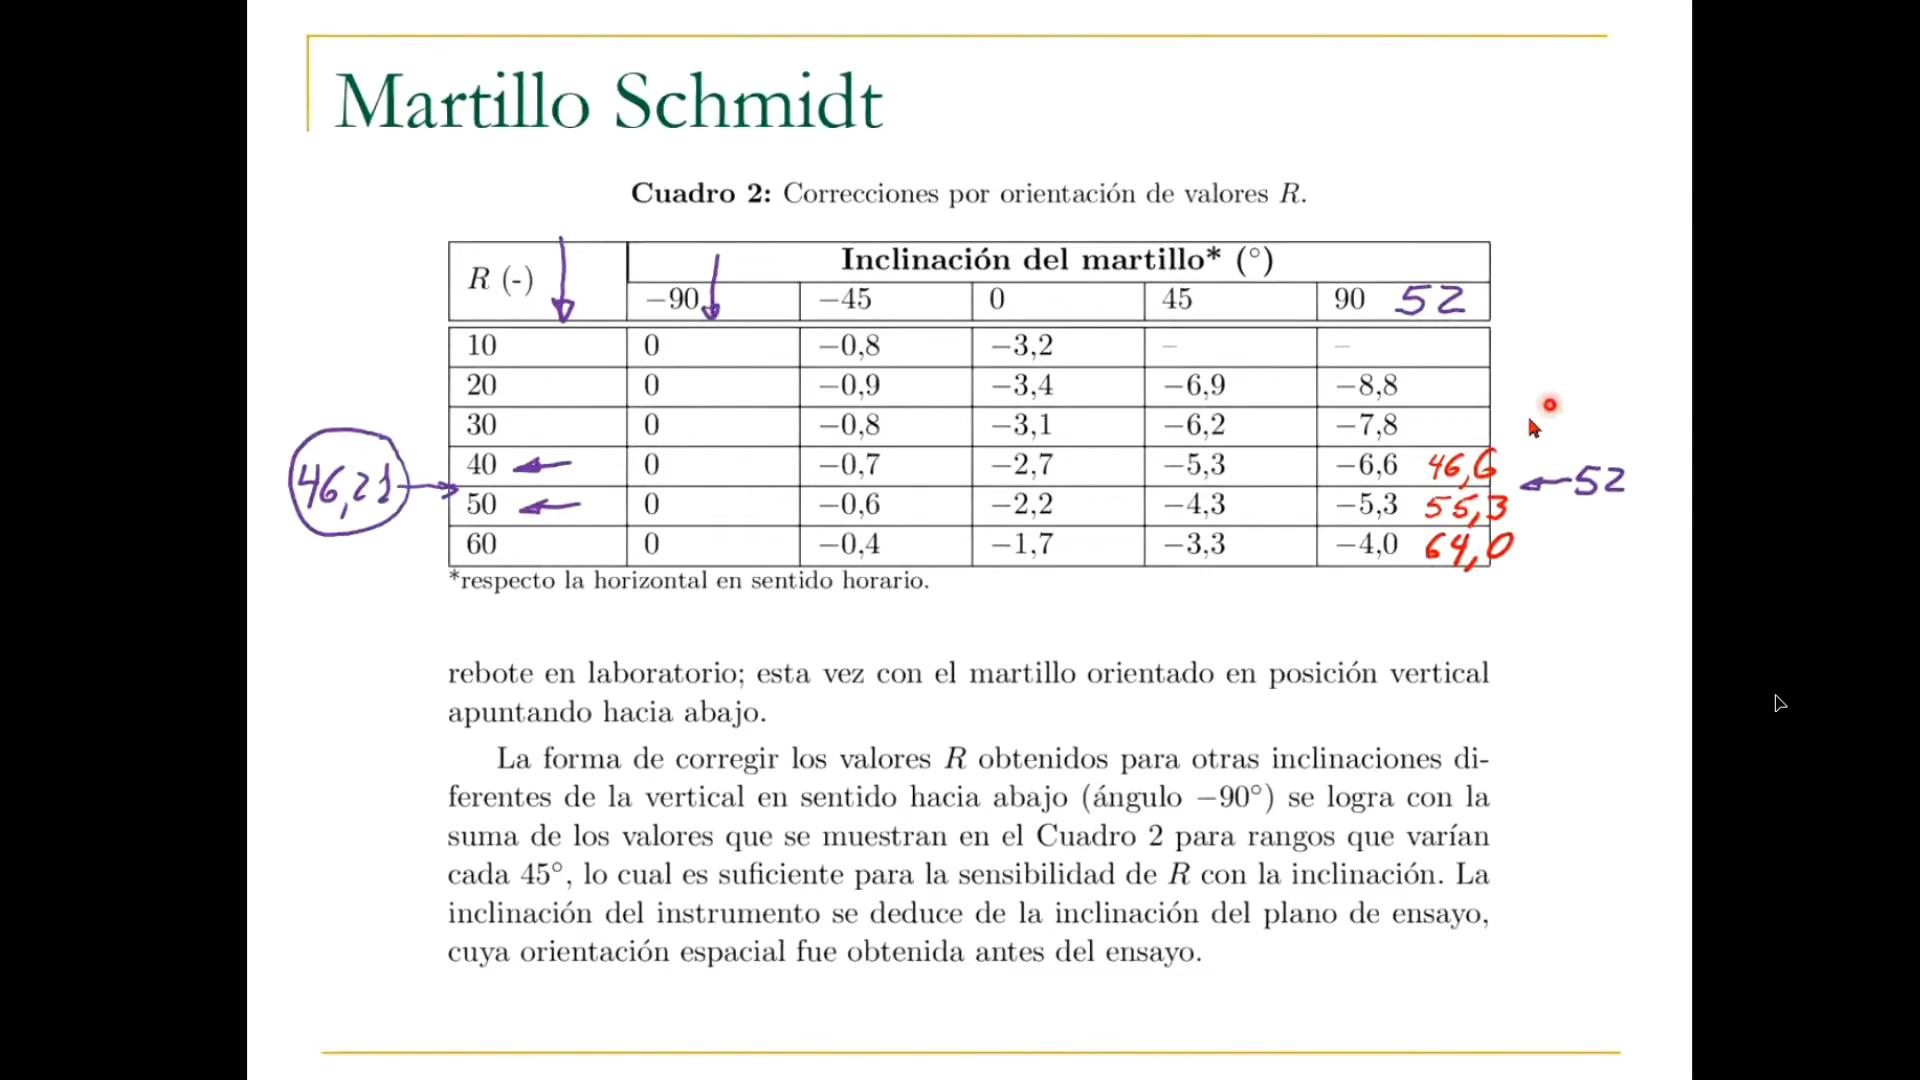 Martillo Schmidt
Cuadro 2: Correcciones por orientación de valores R.
R (-) Inclinación del martillo* (°)
−90 −45 0 45 90 52
10 0 −0,8 −3,2 – –
20 0 −0,9 −3,4 −6,9 −8,8
30 0 −0,8 −3,1 −6,2 −7,8
40 0 −0,7 −2,7 −5,3 −6,6 46,6
46,21 52
50 0 −0,6 −2,2 −4,3 −5,3 55,3
60 0 −0,4 −1,7 −3,3 −4,0 64,0
*respecto la horizontal en sentido horario.
rebote en laboratorio; esta vez con el martillo orientado en posición vertical
apuntando hacia abajo.
La forma de corregir los valores R obtenidos para otras inclinaciones di-
ferentes de la vertical en sentido hacia abajo (ángulo −90°) se logra con la
suma de los valores que se muestran en el Cuadro 2 para rangos que varían
cada 45°, lo cual es suficiente para la sensibilidad de R con la inclinación. La
inclinación del instrumento se deduce de la inclinación del plano de ensayo,
cuya orientación espacial fue obtenida antes del ensayo.